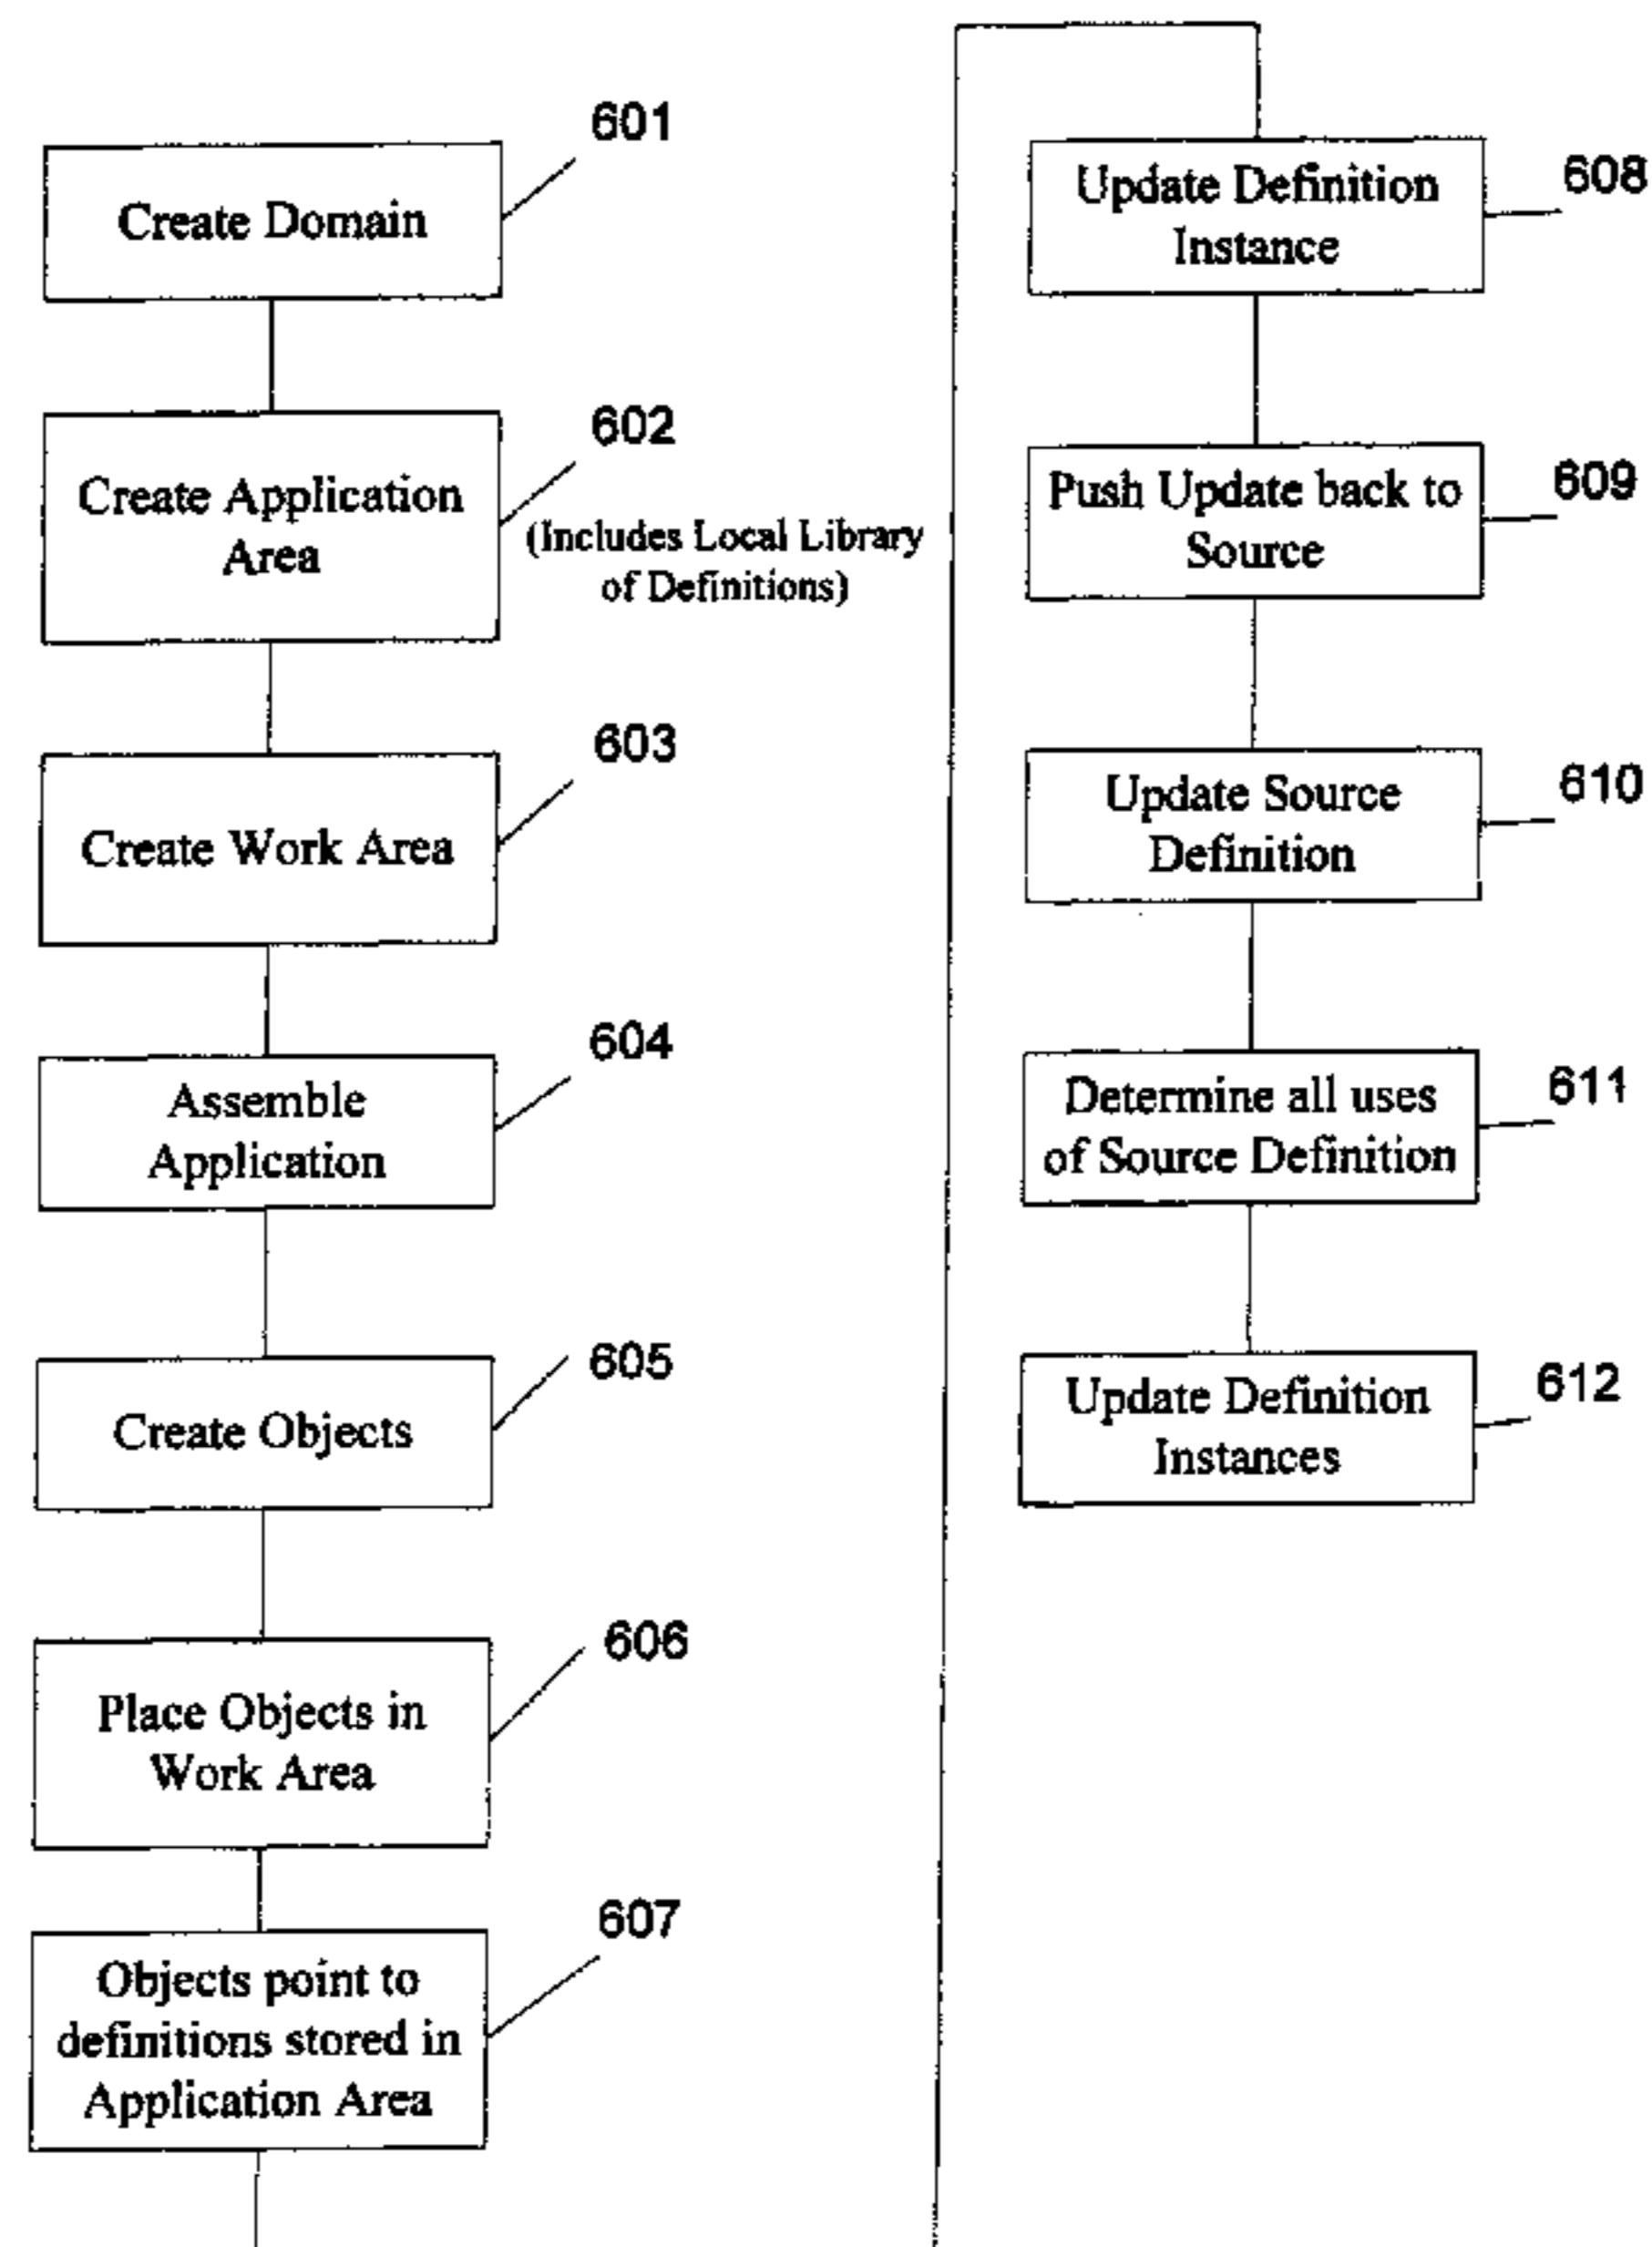 601
Create Domain
602
Create Application
Area
(Includes Local Library
of Definitions)
603
Create Work Area
604
Assemble
Application
605
Create Objects
606
Place Objects in
Work Area
607
Objects point to
definitions stored in
Application Area
608
Update Definition
Instance
609
Push Update back to
Source
610
Update Source
Definition
611
Determine all uses
of Source Definition
612
Update Definition
Instances